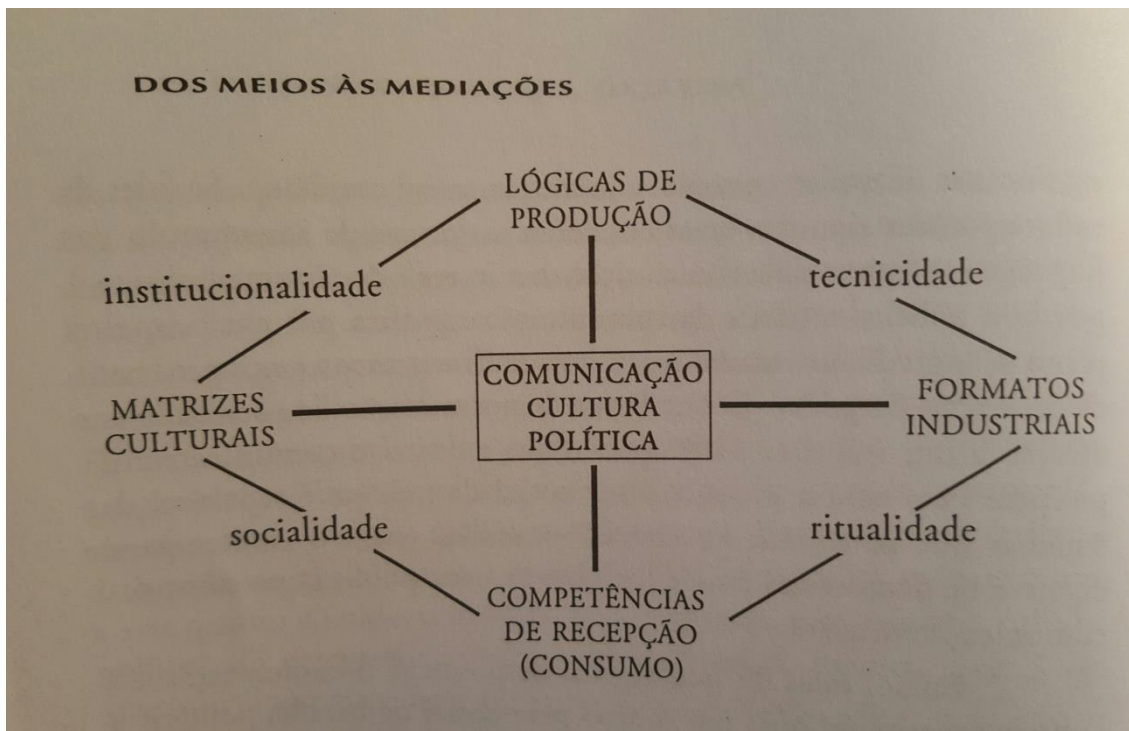 DOS MEIOS ÀS MEDIAÇÕES
LÓGICAS DE
PRODUÇÃO
institucionalidade
tecnicidade
MATRIZES
CULTURAIS
COMUNICAÇÃO
CULTURA
POLÍTICA
FORMATOS
INDUSTRIAIS
socialidade
ritualidade
COMPETÊNCIAS
DE RECEPÇÃO
(CONSUMO)